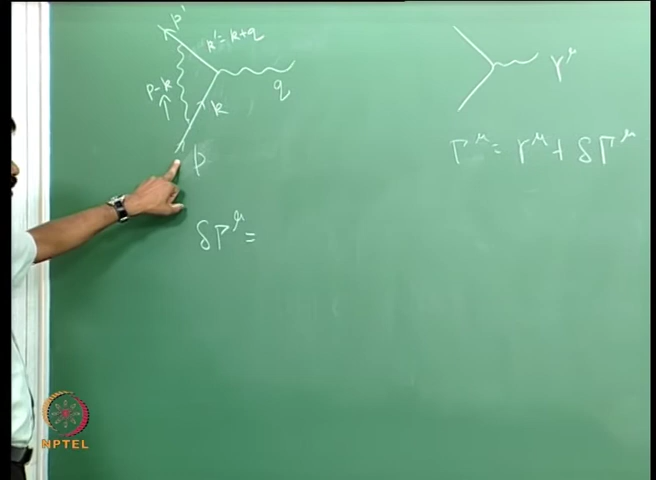 p'
k' = k+q
p-k
q
k
p
γ^μ
Γ^μ = γ^μ + δΓ^μ
δΓ^μ =
NPTEL